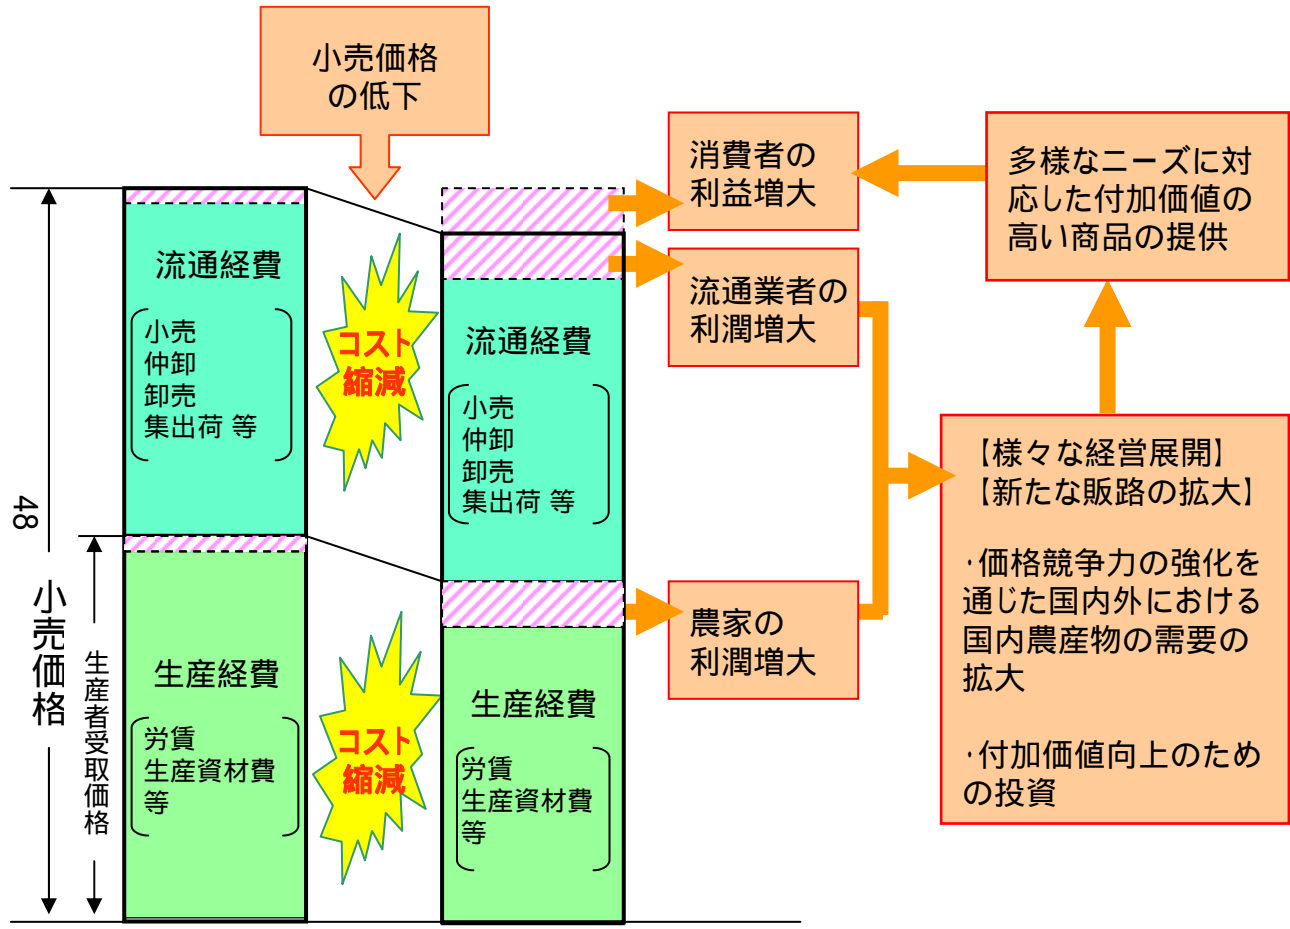 小売価格
の低下
消費者の
利益増大
多様なニーズに対
応した付加価値の
高い商品の提供
流通経費
小売
仲卸
卸売
集出荷 等
コスト
縮減
流通経費
小売
仲卸
卸売
集出荷 等
流通業者の
利潤増大
【様々な経営展開】
【新たな販路の拡大】
・価格競争力の強化を
通じた国内外における
国内農産物の需要の
拡大
・付加価値向上のため
の投資
48
小売価格
生産者受取価格
生産経費
労賃
生産資材費
等
コスト
縮減
生産経費
労賃
生産資材費
等
農家の
利潤増大